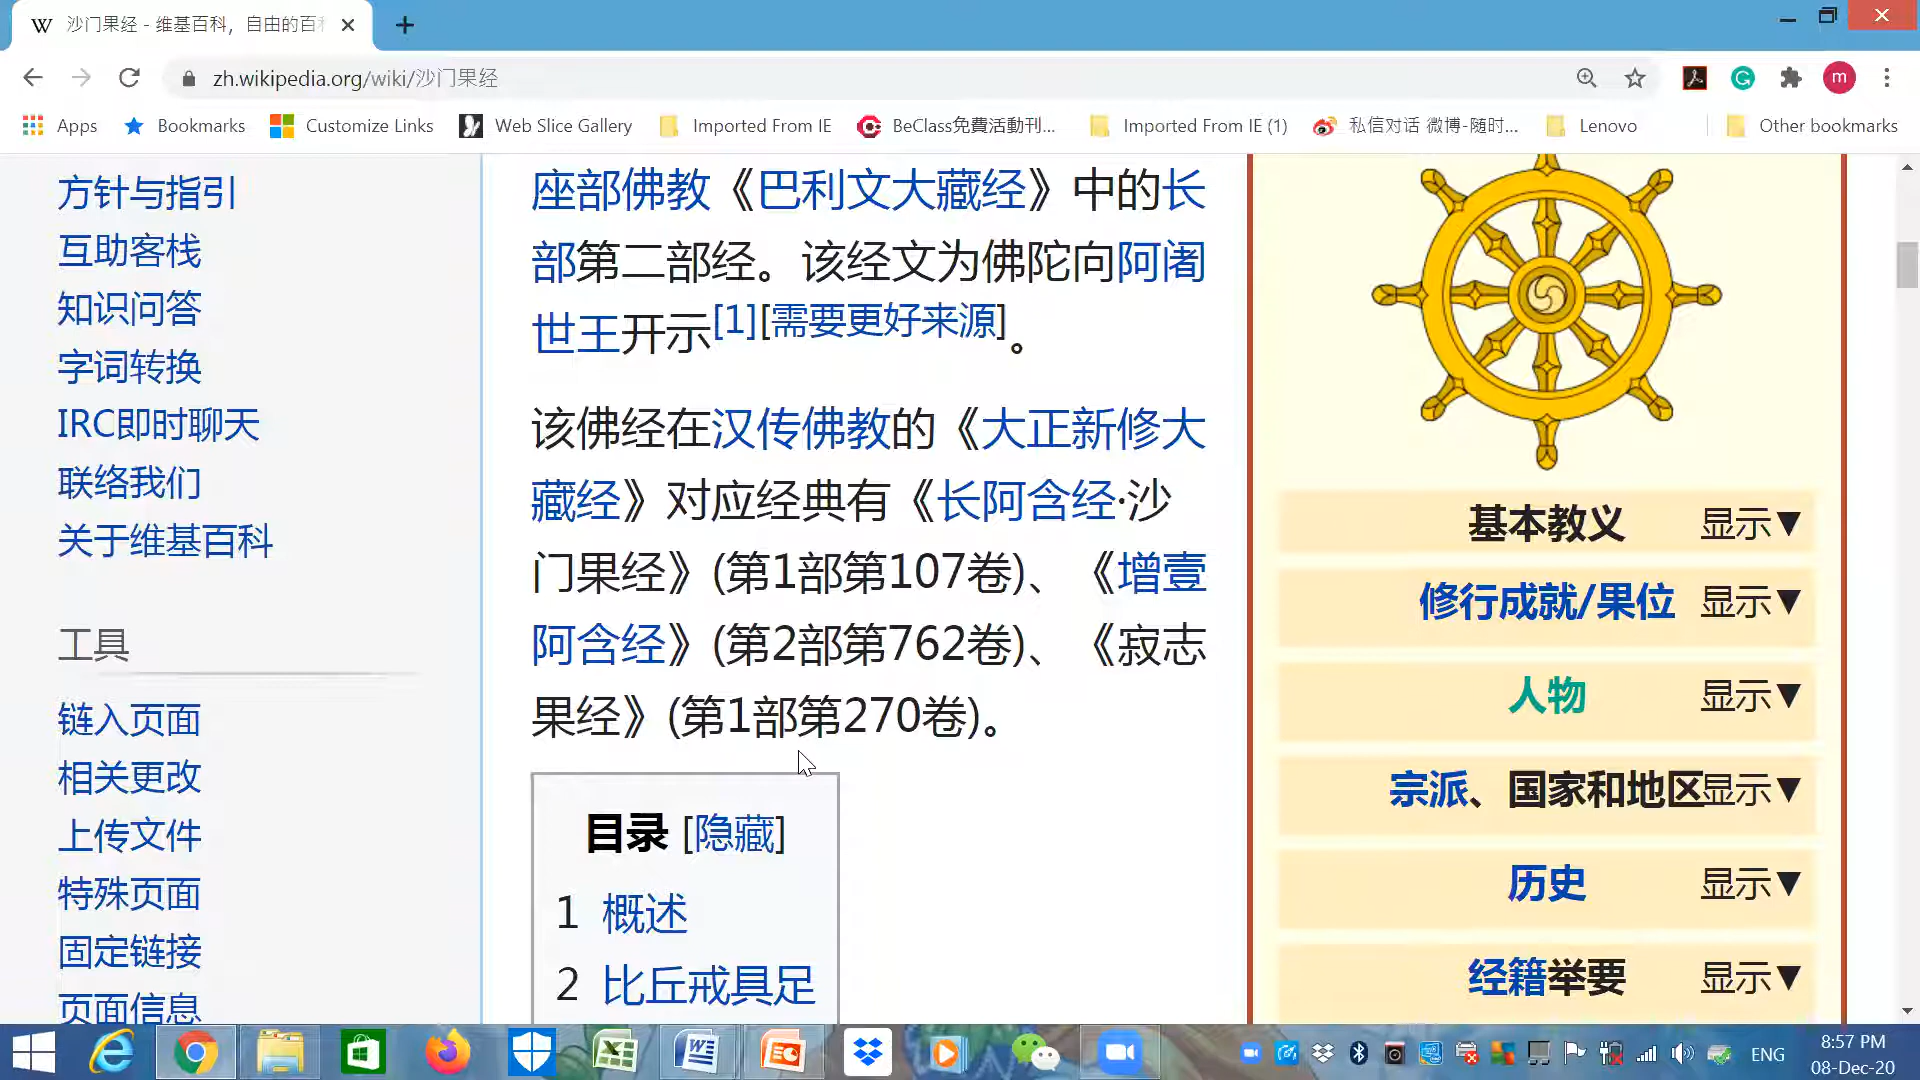 沙门果经 - 维基百科，自由的百
zh.wikipedia.org/wiki/沙门果经
m
Apps
Bookmarks
Customize Links
Web Slice Gallery
Imported From IE
BeClass免費活動刊...
Imported From IE (1)
私信对话 微博-随时...
Lenovo
Other bookmarks
方针与指引
互助客栈
知识问答
字词转换
IRC即时聊天
联络我们
关于维基百科
工具
链入页面
相关更改
上传文件
特殊页面
固定链接
页面信息
座部佛教《巴利文大藏经》中的长
部第二部经。该经文为佛陀向阿阇
世王开示[1][需要更好来源]。
该佛经在汉传佛教的《大正新修大
藏经》对应经典有《长阿含经·沙
门果经》(第1部第107卷)、《增壹
阿含经》(第2部第762卷)、《寂志
果经》(第1部第270卷)。
目录 [隐藏]
1 概述
2 比丘戒具足
基本教义 显示▼
修行成就/果位 显示▼
人物 显示▼
宗派、国家和地区显示▼
历史 显示▼
经籍举要 显示▼
ENG
8:57 PM
08-Dec-20